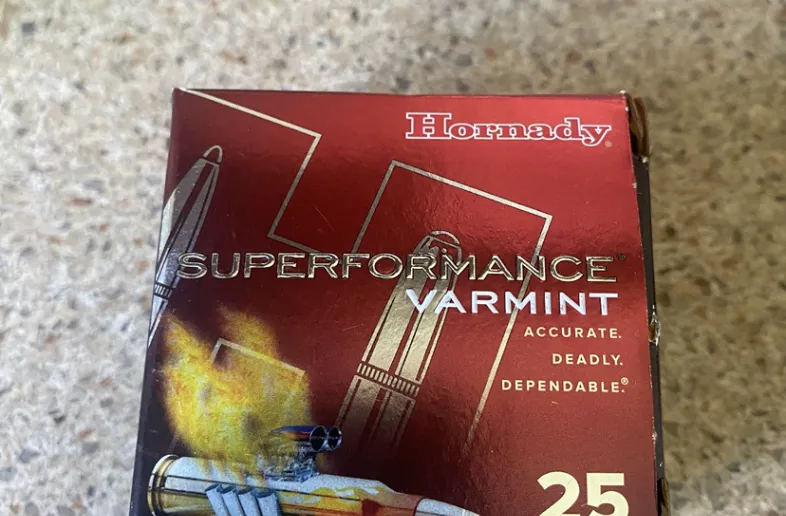 Hornady®
SUPERFORMANCE®
VARMINT
ACCURATE.
DEADLY.
DEPENDABLE.®
25